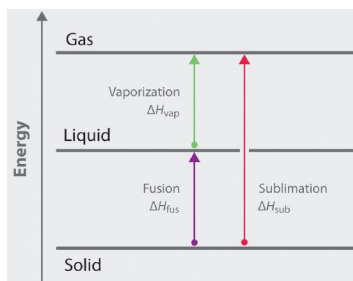 Gas
Vaporization
ΔHvap
Liquid
Energy
Fusion
ΔHfus
Sublimation
ΔHsub
Solid